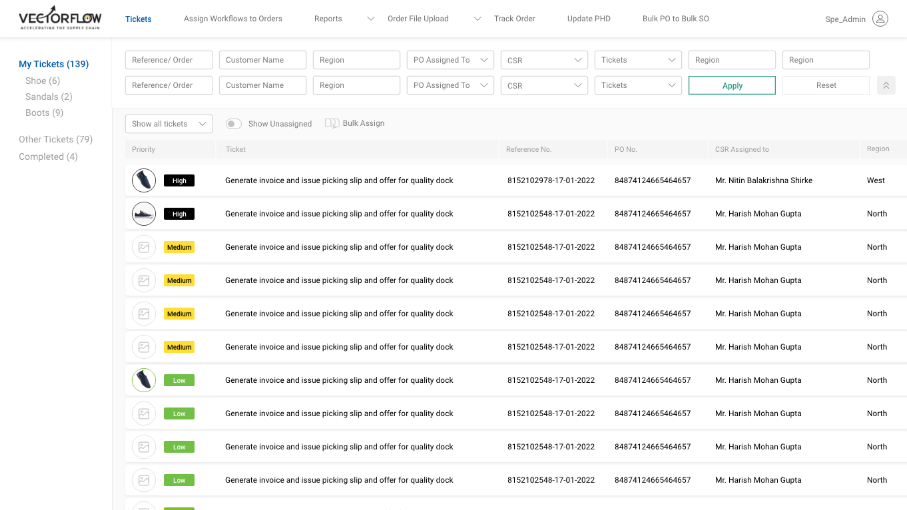 VECTORFLOW
ACCELERATING THE SUPPLY CHAIN
Tickets Assign Workflows to Orders Reports Order File Upload Track Order Update PHD Bulk PO to Bulk SO Spe_Admin
My Tickets (139)
Shoe (6)
Sandals (2)
Boots (9)
Other Tickets (79)
Completed (4)
Reference/ Order Customer Name Region PO Assigned To CSR Tickets Region Region
Reference/ Order Customer Name Region PO Assigned To CSR Tickets Apply Reset
Show all tickets Show Unassigned Bulk Assign
Priority Ticket Reference No. PO No. CSR Assigned to Region
High Generate invoice and issue picking slip and offer for quality dock 8152102978-17-01-2022 84874124665464657 Mr. Nitin Balakrishna Shirke West
High Generate invoice and issue picking slip and offer for quality dock 8152102548-17-01-2022 84874124665464657 Mr. Harish Mohan Gupta North
Medium Generate invoice and issue picking slip and offer for quality dock 8152102548-17-01-2022 84874124665464657 Mr. Harish Mohan Gupta North
Medium Generate invoice and issue picking slip and offer for quality dock 8152102548-17-01-2022 84874124665464657 Mr. Harish Mohan Gupta North
Medium Generate invoice and issue picking slip and offer for quality dock 8152102548-17-01-2022 84874124665464657 Mr. Harish Mohan Gupta North
Medium Generate invoice and issue picking slip and offer for quality dock 8152102548-17-01-2022 84874124665464657 Mr. Harish Mohan Gupta North
Low Generate invoice and issue picking slip and offer for quality dock 8152102548-17-01-2022 84874124665464657 Mr. Harish Mohan Gupta North
Low Generate invoice and issue picking slip and offer for quality dock 8152102548-17-01-2022 84874124665464657 Mr. Harish Mohan Gupta North
Low Generate invoice and issue picking slip and offer for quality dock 8152102548-17-01-2022 84874124665464657 Mr. Harish Mohan Gupta North
Low Generate invoice and issue picking slip and offer for quality dock 8152102548-17-01-2022 84874124665464657 Mr. Harish Mohan Gupta North